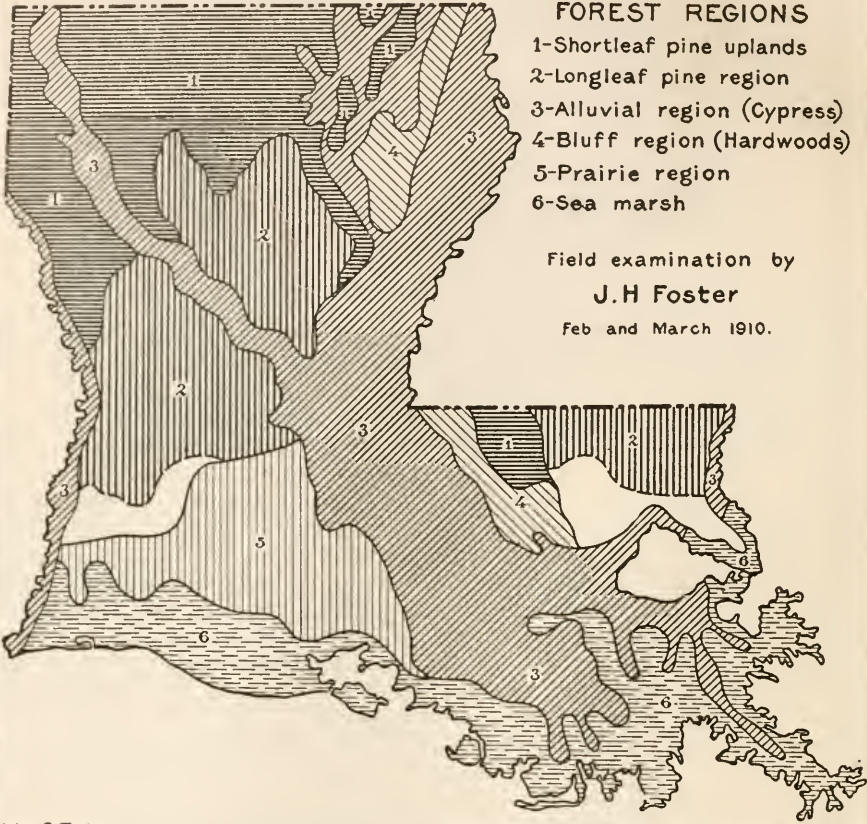 FOREST REGIONS
1-Shortleaf pine uplands
2-Longleaf pine region
3-Alluvial region (Cypress)
4-Bluff region (Hardwoods)
5-Prairie region
6-Sea marsh
Field examination by
J.H Foster
Feb and March 1910.
1
1
1
1
3
4
3
1
2
2
3
1
2
3
4
3
5
6
6
3
6